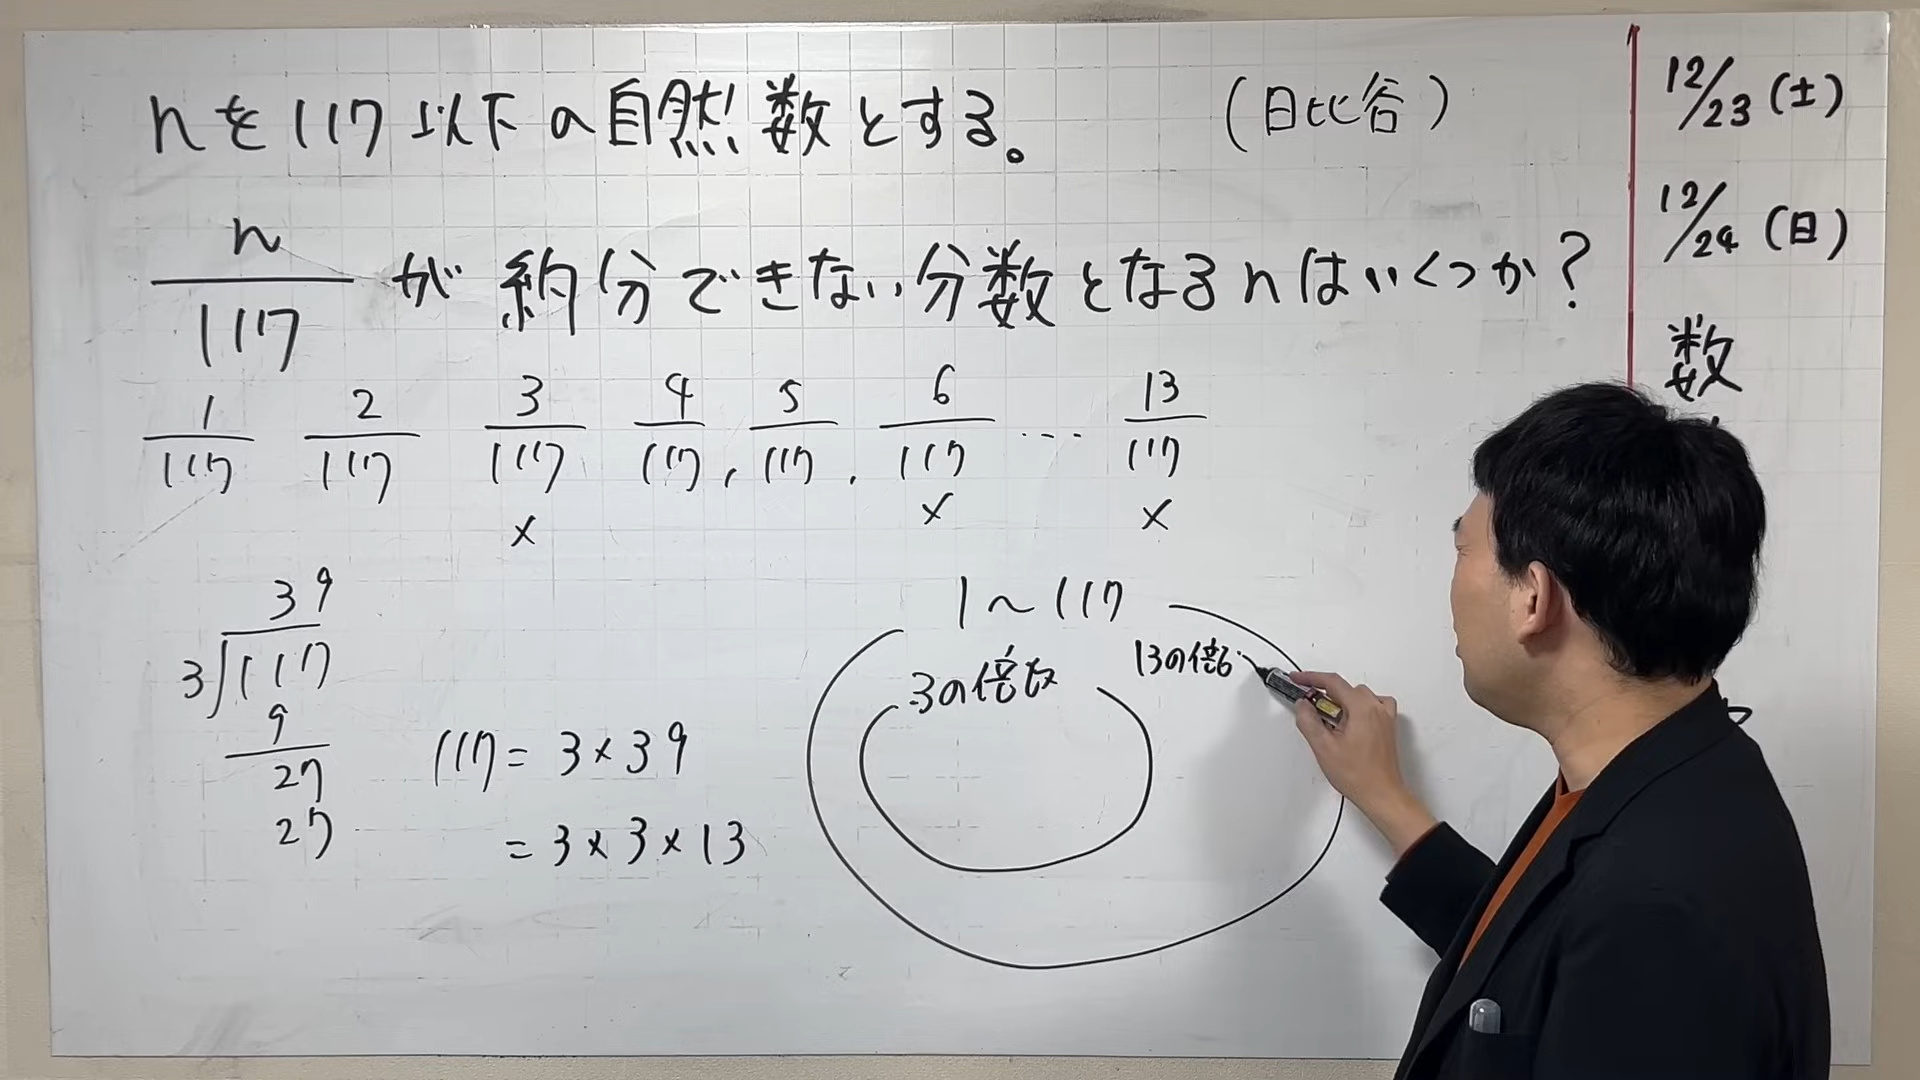 nを117以下の自然数とする。
(日比谷)
n/117 が 約分できない分数となるnはいくつか?
1/117 2/117 3/117 4/117, 5/117. 6/117 … 13/117
× × ×
39
3)117
9
27
27
117= 3×39
= 3×3×13
1〜117
3の倍数
13の倍
12/23(土)
12/24(日)
数